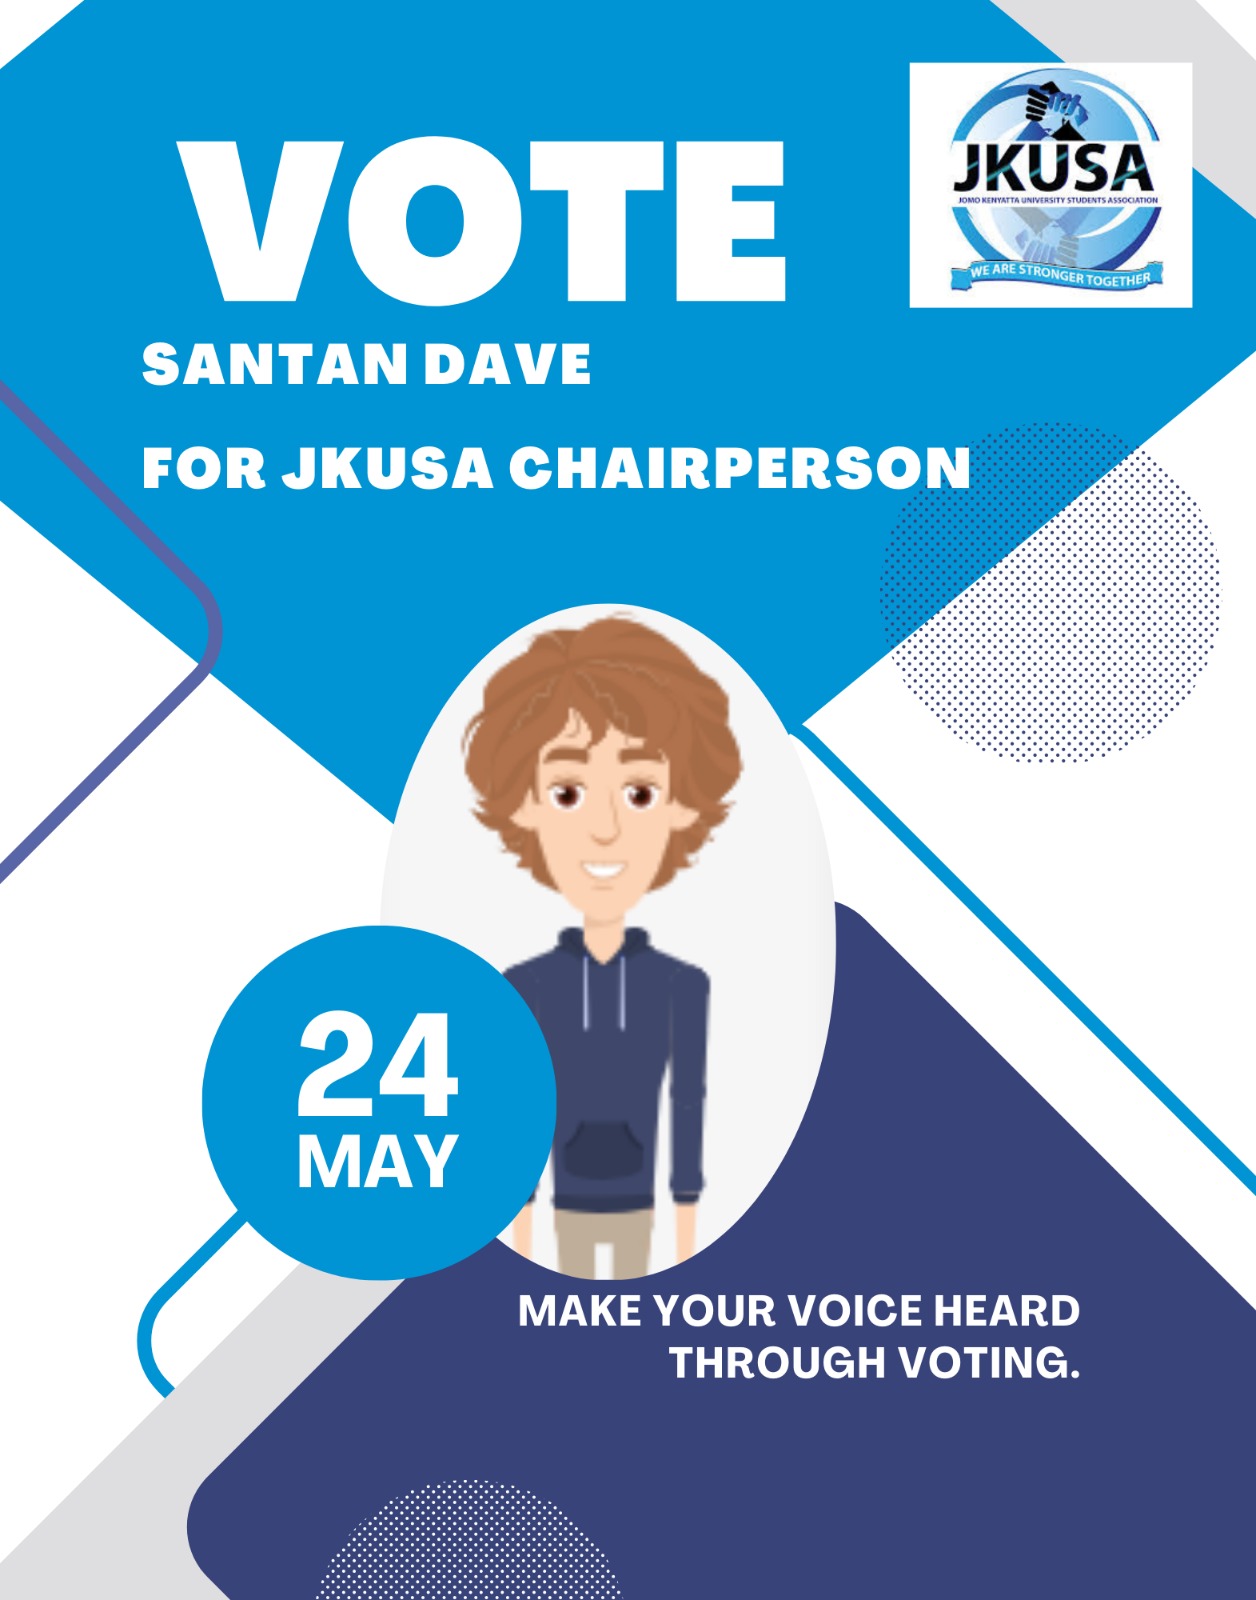 VOTE
JKUSA
JOMO KENYATTA UNIVERSITY STUDENTS ASSOCIATION
WE ARE STRONGER TOGETHER
SANTAN DAVE
FOR JKUSA CHAIRPERSON
24
MAY
MAKE YOUR VOICE HEARD
THROUGH VOTING.